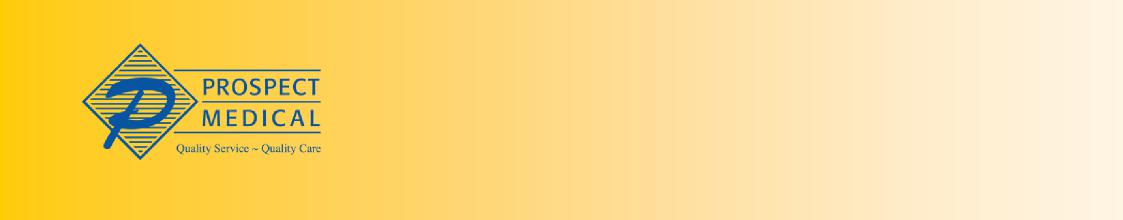 P
PROSPECT
MEDICAL
Quality Service ~ Quality Care